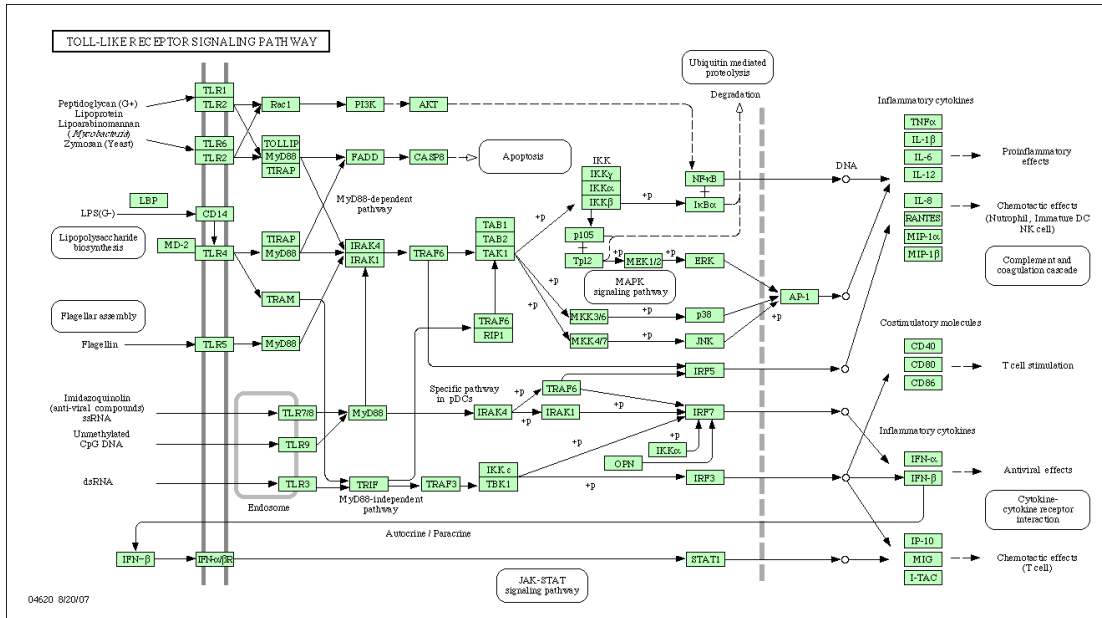 TOLL-LIKE RECEPTOR SIGNALING PATHWAY
Ubiquitin mediated
proteolysis
Degradation
Peptidoglycan (G+)
Lipoprotein
Lipoarabinomannan
(Mycobacteria)
Zymosan (Yeast)
TLR1
TLR2
TLR6
TLR2
Rac1
PI3K
AKT
TOLLIP
MyD88
TIRAP
FADD
CASP8
Apoptosis
MyD88-dependent
pathway
IKK
IKKγ
IKKα
IKKβ
+p
+p
NFκB
+
IκBα
DNA
Inflammatory cytokines
TNFα
IL-1β
IL-6
IL-12
Proinflammatory
effects
IL-8
RANTES
MIP-1α
MIP-1β
Chemotactic effects
(Nutrophil, Immature DC
NK cell)
Complement and
coagulation cascade
LBP
LPS(G-)
CD14
Lipopolysaccharide
biosynthesis
MD-2
TLR4
TIRAP
MyD88
IRAK4
IRAK1
TRAF6
TAB1
TAB2
TAK1
p105
+
Tpl2
+p
MEK1/2
+p
ERK
MAPK
signaling pathway
TRAM
Flagellar assembly
Flagellin
TLR5
MyD88
TRAF6
RIP1
+p
+p
MKK3/6
+p
p38
MKK4/7
+p
JNK
AP-1
+p
IRF5
Costimulatory molecules
CD40
CD80
CD86
T cell stimulation
Imidazoquinolin
(anti-viral compounds)
ssRNA
Unmethylated
CpG DNA
dsRNA
TLR7/8
TLR9
TLR3
Endosome
MyD88
Specific pathway
in pDCs
IRAK4
+p
+p
TRAF6
IRAK1
+p
IRF7
+p
+p
IKKα
OPN
TRIF
MyD88-independent
pathway
TRAF3
IKKε
TBK1
+p
IRF3
Inflammatory cytokines
IFN-α
IFN-β
Antiviral effects
Cytokine-
cytokine receptor
interaction
Autocrine / Paracrine
IFN-β
IFN-α/βR
STAT1
JAK-STAT
signaling pathway
IP-10
MIG
I-TAC
Chemotactic effects
(T cell)
04620 8/20/07